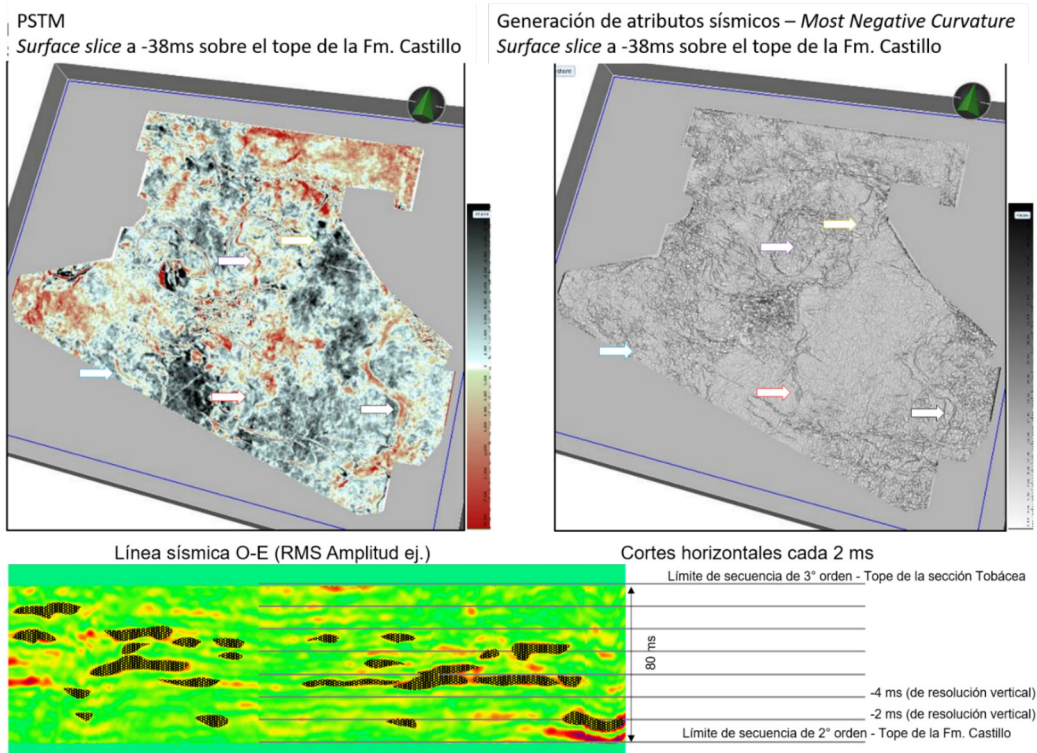 PSTM
Surface slice a -38ms sobre el tope de la Fm. Castillo
Generación de atributos sísmicos – Most Negative Curvature
Surface slice a -38ms sobre el tope de la Fm. Castillo
Línea sísmica O-E (RMS Amplitud ej.)
Cortes horizontales cada 2 ms
Límite de secuencia de 3° orden - Tope de la sección Tobácea
80 ms
-4 ms (de resolución vertical)
-2 ms (de resolución vertical)
Límite de secuencia de 2° orden - Tope de la Fm. Castillo